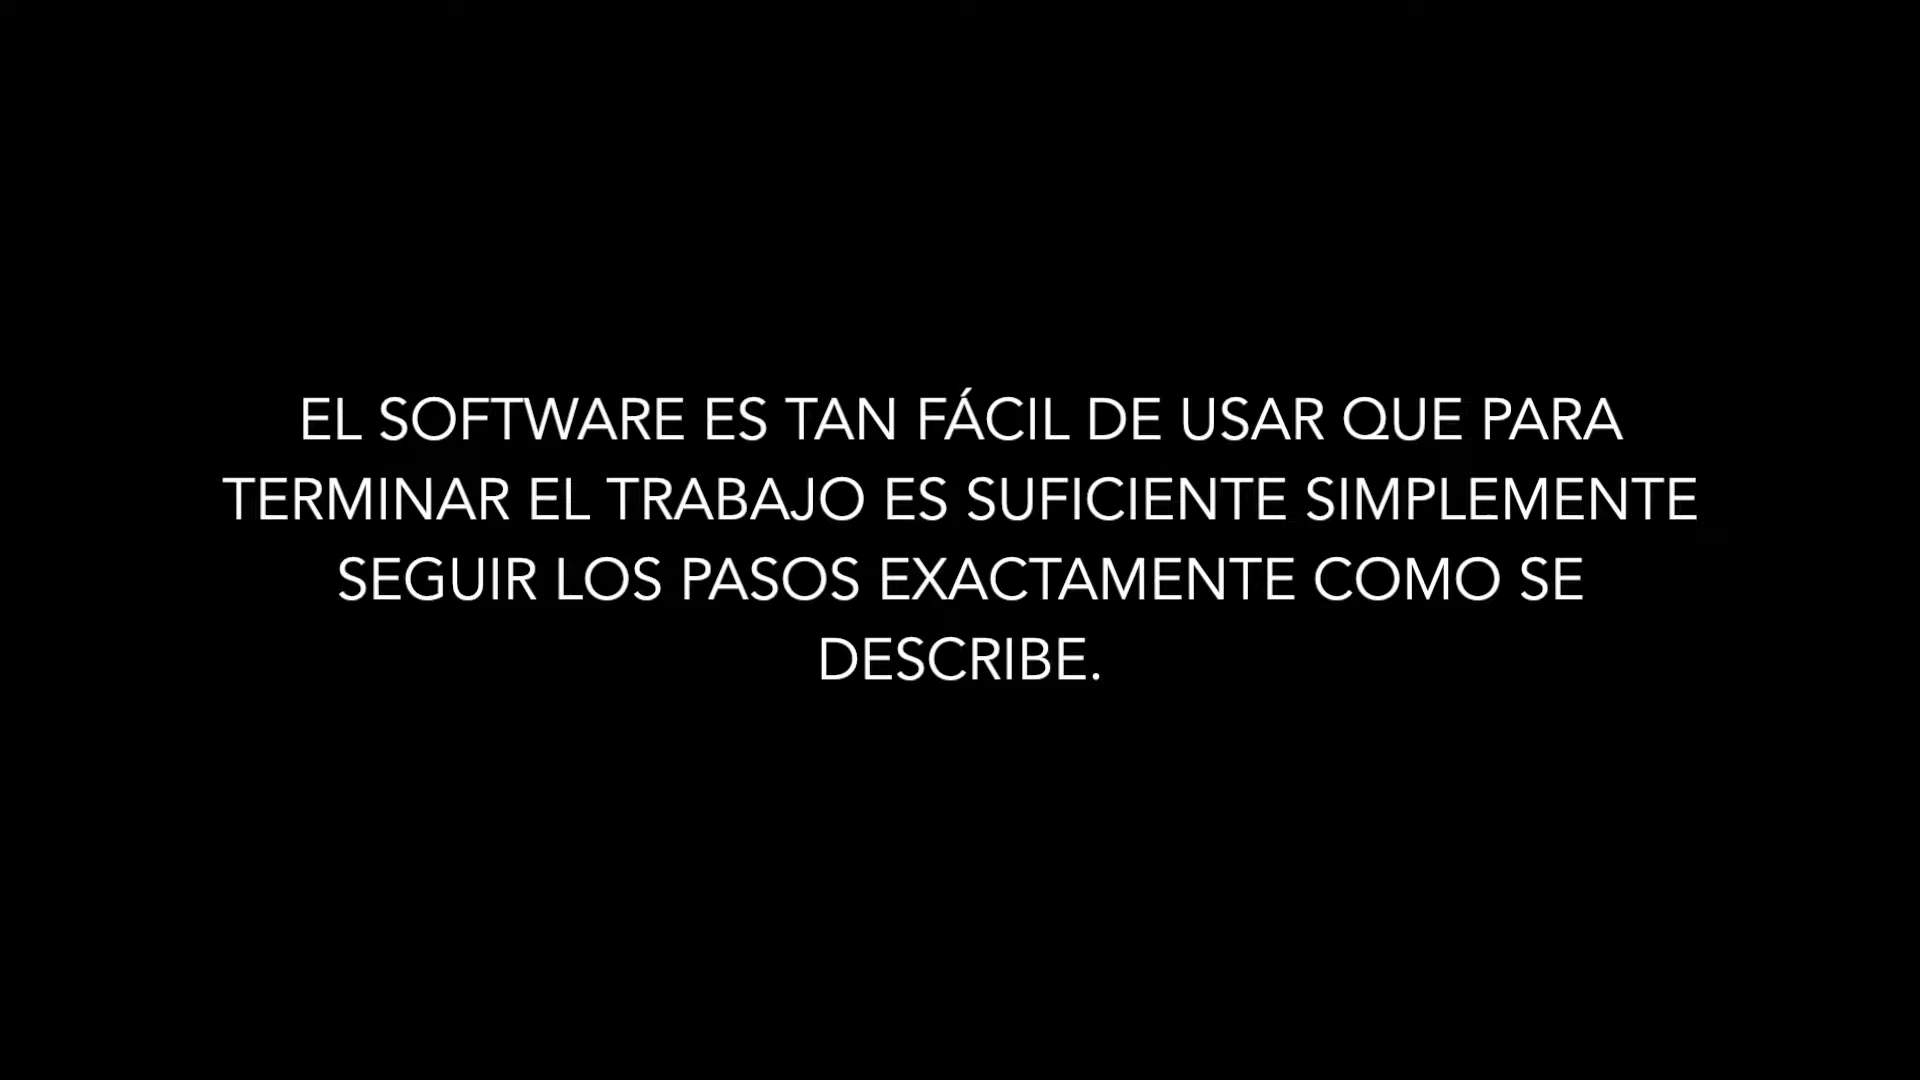 EL SOFTWARE ES TAN FÁCIL DE USAR QUE PARA
TERMINAR EL TRABAJO ES SUFICIENTE SIMPLEMENTE
SEGUIR LOS PASOS EXACTAMENTE COMO SE
DESCRIBE.